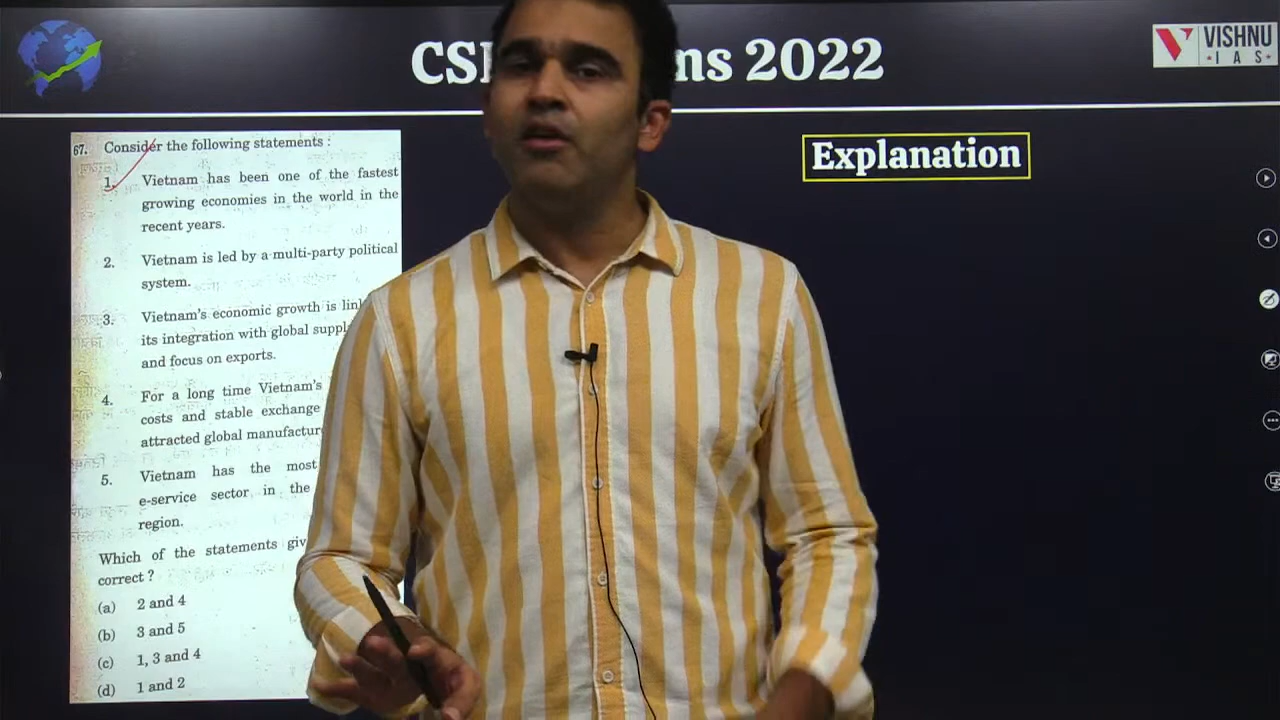 CS ms 2022
VISHNU
I A S
67. Consider the following statements :
1. Vietnam has been one of the fastest
growing economies in the world in the
recent years.
2. Vietnam is led by a multi-party political
system.
3. Vietnam's economic growth is
its integration with global
and focus on exports.
4. For a long time Vietnam's
costs and stable exchange
attracted global
5. Vietnam has the most
e-service sector in the
region.
Which of the statements
correct ?
(a) 2 and 4
(b) 3 and 5
(c) 1, 3 and 4
(d) 1 and 2
Explanation